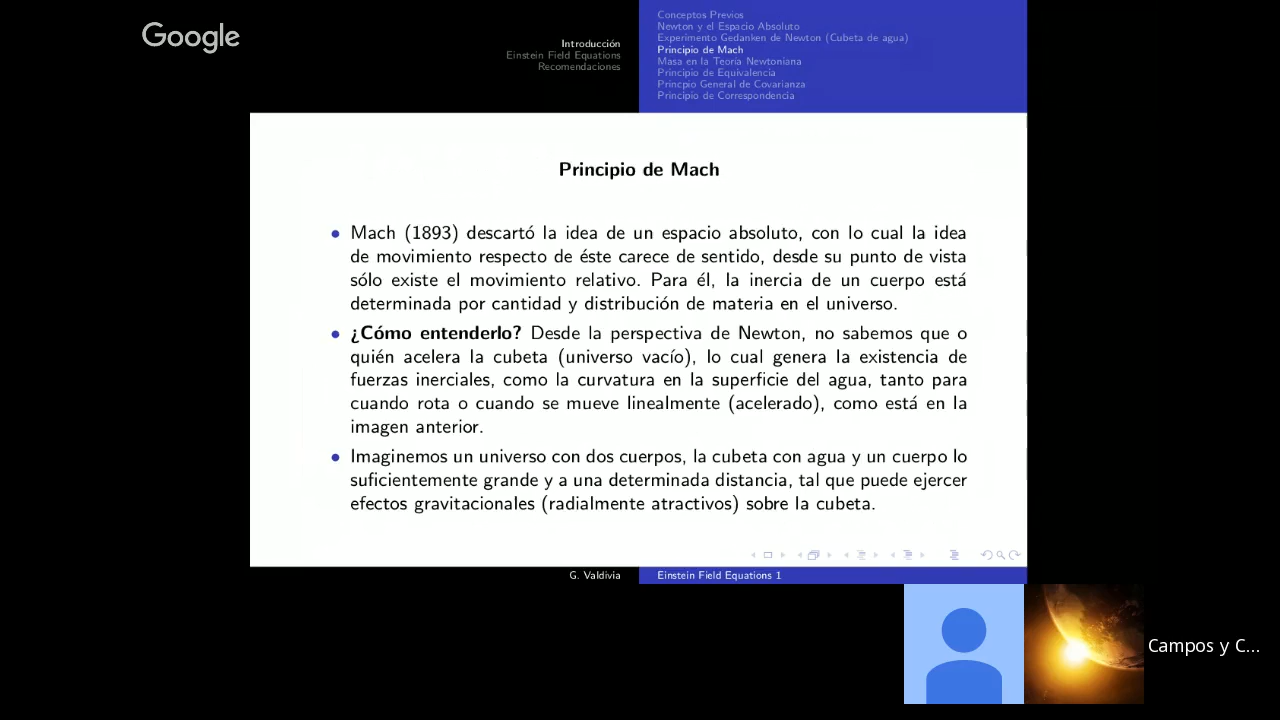 Google
Introducción
Einstein Field Equations
Recomendaciones
Conceptos Previos
Newton y el Espacio Absoluto
Experimento Gedanken de Newton (Cubeta de agua)
Principio de Mach
Masa en la Teoría Newtoniana
Principio de Equivalencia
Princpio General de Covarianza
Principio de Correspondencia
Principio de Mach
• Mach (1893) descartó la idea de un espacio absoluto, con lo cual la idea
de movimiento respecto de éste carece de sentido, desde su punto de vista
sólo existe el movimiento relativo. Para él, la inercia de un cuerpo está
determinada por cantidad y distribución de materia en el universo.
• ¿Cómo entenderlo? Desde la perspectiva de Newton, no sabemos que o
quién acelera la cubeta (universo vacío), lo cual genera la existencia de
fuerzas inerciales, como la curvatura en la superficie del agua, tanto para
cuando rota o cuando se mueve linealmente (acelerado), como está en la
imagen anterior.
• Imaginemos un universo con dos cuerpos, la cubeta con agua y un cuerpo lo
suficientemente grande y a una determinada distancia, tal que puede ejercer
efectos gravitacionales (radialmente atractivos) sobre la cubeta.
G. Valdivia
Einstein Field Equations 1
Campos y C...